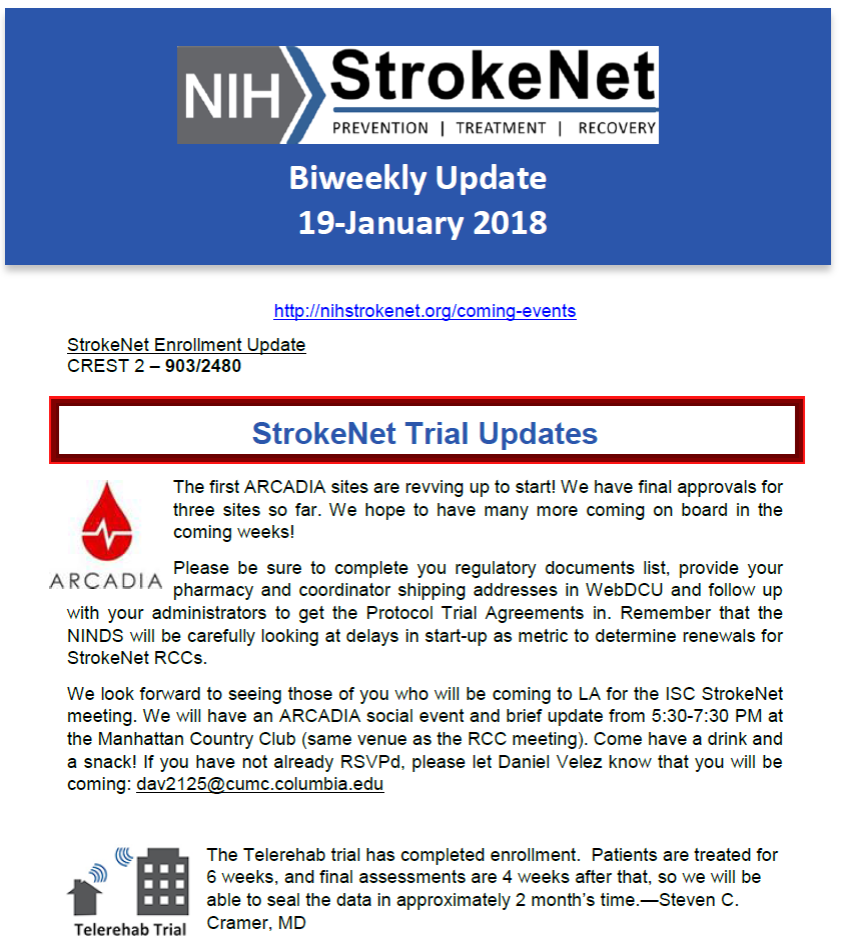 NIH StrokeNet
PREVENTION | TREATMENT | RECOVERY
Biweekly Update
19-January 2018
http://nihstrokenet.org/coming-events
StrokeNet Enrollment Update
CREST 2 – 903/2480
StrokeNet Trial Updates
The first ARCADIA sites are revving up to start! We have final approvals for
three sites so far. We hope to have many more coming on board in the
coming weeks!
ARCADIA
Please be sure to complete you regulatory documents list, provide your
pharmacy and coordinator shipping addresses in WebDCU and follow up
with your administrators to get the Protocol Trial Agreements in. Remember that the
NINDS will be carefully looking at delays in start-up as metric to determine renewals for
StrokeNet RCCs.
We look forward to seeing those of you who will be coming to LA for the ISC StrokeNet
meeting. We will have an ARCADIA social event and brief update from 5:30-7:30 PM at
the Manhattan Country Club (same venue as the RCC meeting). Come have a drink and
a snack! If you have not already RSVPd, please let Daniel Velez know that you will be
coming: dav2125@cumc.columbia.edu
The Telerehab trial has completed enrollment.  Patients are treated for
6 weeks, and final assessments are 4 weeks after that, so we will be
able to seal the data in approximately 2 month's time.—Steven C.
Cramer, MD
Telerehab Trial